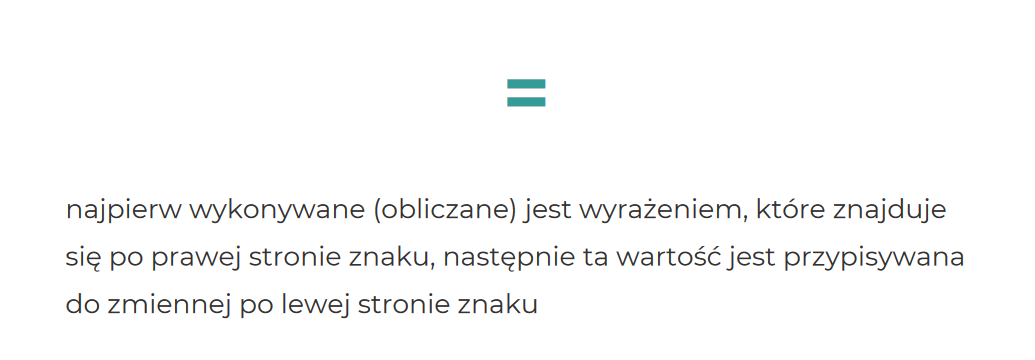 =
najpierw wykonywane (obliczane) jest wyrażeniem, które znajduje
się po prawej stronie znaku, następnie ta wartość jest przypisywana
do zmiennej po lewej stronie znaku